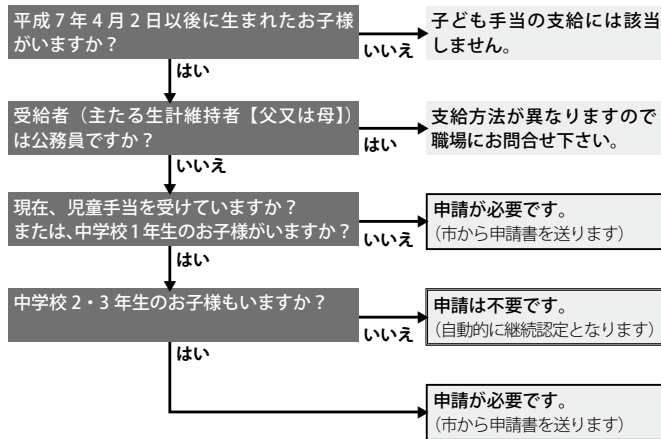 平成7年4月2日以後に生まれたお子様
がいますか？
いいえ
子ども手当の支給には該当
しません。
はい
受給者（主たる生計維持者【父又は母】）
は公務員ですか？
はい
支給方法が異なりますので
職場にお問合せ下さい。
いいえ
現在、児童手当を受けていますか？
または、中学校1年生のお子様がいますか？
いいえ
申請が必要です。
（市から申請書を送ります）
はい
中学校2・3年生のお子様もいますか？
いいえ
申請は不要です。
（自動的に継続認定となります）
はい
申請が必要です。
（市から申請書を送ります）